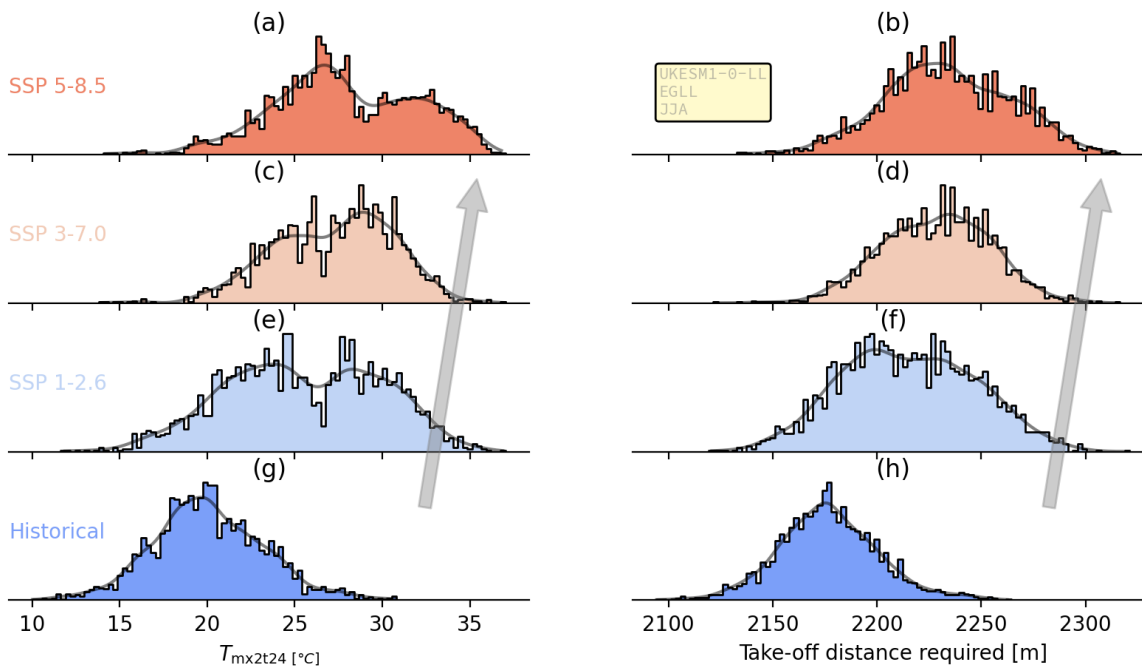 (a)
(b)
SSP 5-8.5
UKESM1-0-LL
EGLL
JJA
(c)
(d)
SSP 3-7.0
(e)
(f)
SSP 1-2.6
(g)
(h)
Historical
10 15 20 25 30 35
2100 2150 2200 2250 2300
Tmx2t24 [°C]
Take-off distance required [m]